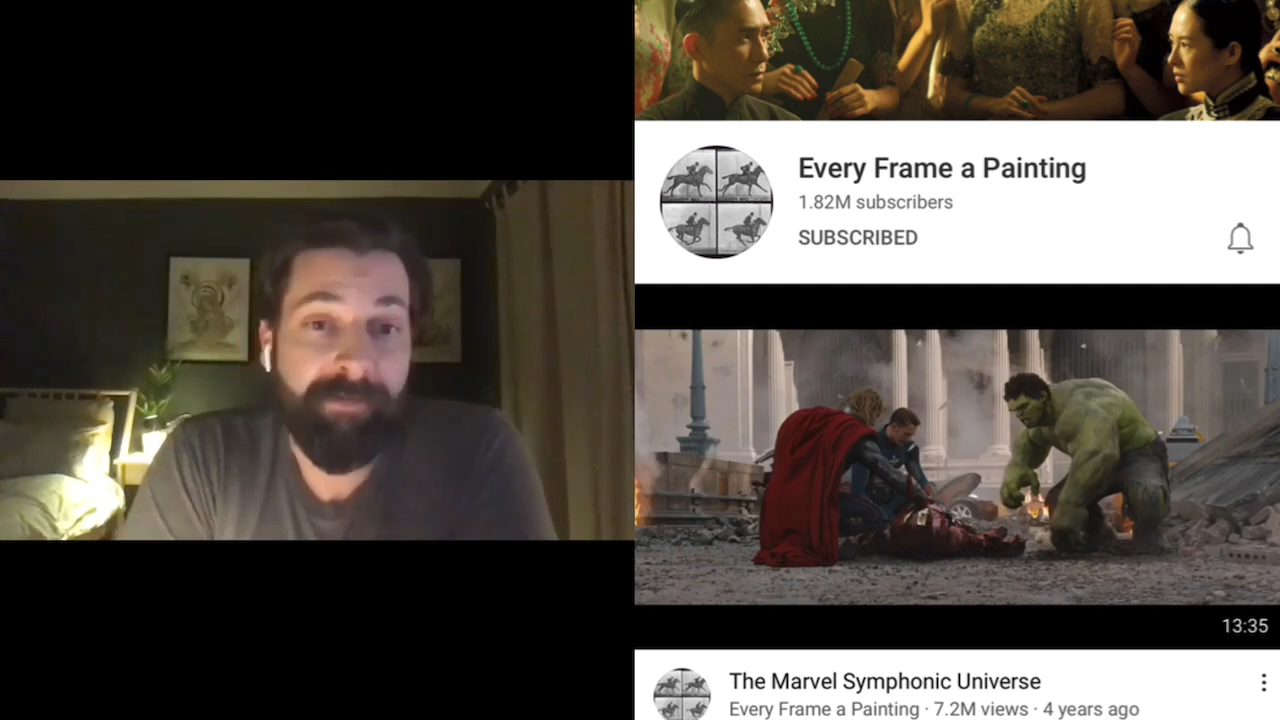 Every Frame a Painting
1.82M subscribers
SUBSCRIBED
13:35
The Marvel Symphonic Universe
Every Frame a Painting · 7.2M views · 4 years ago